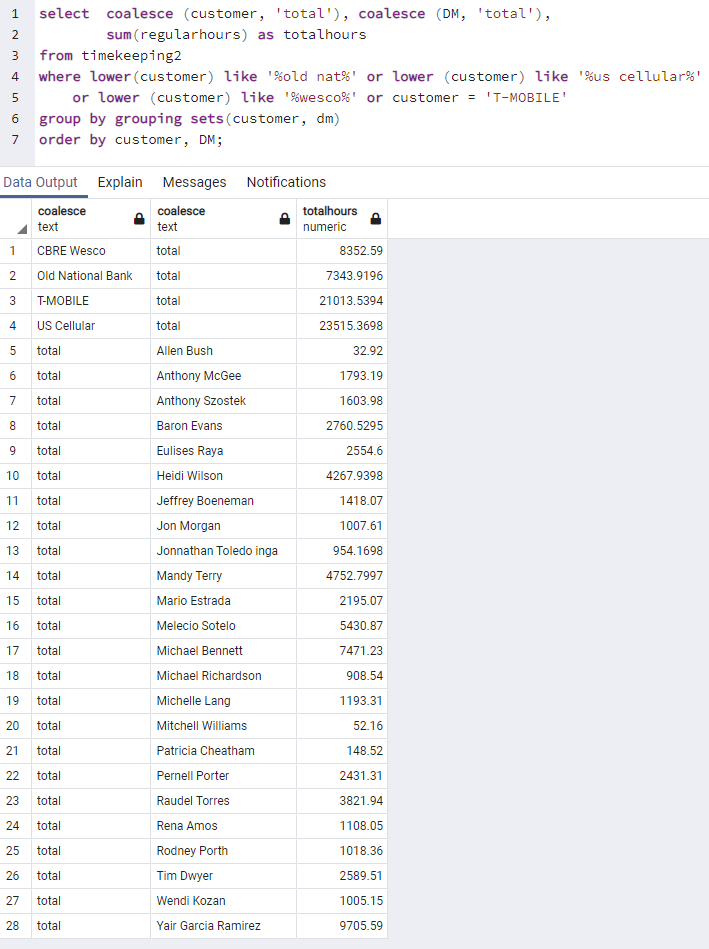 1 select  coalesce (customer, 'total'), coalesce (DM, 'total'),
2         sum(regularhours) as totalhours
3 from timekeeping2
4 where lower(customer) like '%old nat%' or lower (customer) like '%us cellular%'
5     or lower (customer) like '%wesco%' or customer = 'T-MOBILE'
6 group by grouping sets(customer, dm)
7 order by customer, DM;
Data Output Explain Messages Notifications
coalesce coalesce totalhours
text text numeric
1 CBRE Wesco total 8352.59
2 Old National Bank total 7343.9196
3 T-MOBILE total 21013.5394
4 US Cellular total 23515.3698
5 total Allen Bush 32.92
6 total Anthony McGee 1793.19
7 total Anthony Szostek 1603.98
8 total Baron Evans 2760.5295
9 total Eulises Raya 2554.6
10 total Heidi Wilson 4267.9398
11 total Jeffrey Boeneman 1418.07
12 total Jon Morgan 1007.61
13 total Jonnathan Toledo inga 954.1698
14 total Mandy Terry 4752.7997
15 total Mario Estrada 2195.07
16 total Melecio Sotelo 5430.87
17 total Michael Bennett 7471.23
18 total Michael Richardson 908.54
19 total Michelle Lang 1193.31
20 total Mitchell Williams 52.16
21 total Patricia Cheatham 148.52
22 total Pernell Porter 2431.31
23 total Raudel Torres 3821.94
24 total Rena Amos 1108.05
25 total Rodney Porth 1018.36
26 total Tim Dwyer 2589.51
27 total Wendi Kozan 1005.15
28 total Yair Garcia Ramirez 9705.59